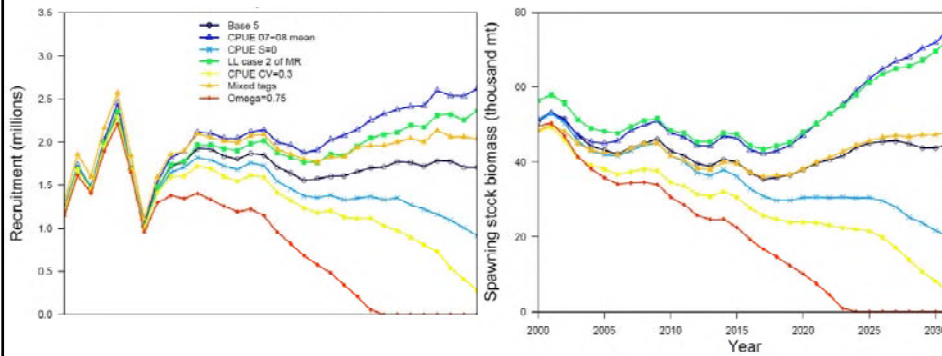 Base 5
CPUE 07-08 mean
CPUE S=0
LL case 2 of MR
CPUE CV=0.3
Mixed tags
Omega=0.75
Recruitment (millions)
3.5
3.0
2.5
2.0
1.5
1.0
0.5
0.0
Spawning stock biomass (thousand mt)
80
60
40
20
0
2000
2005
2010
2015
2020
2025
2030
Year